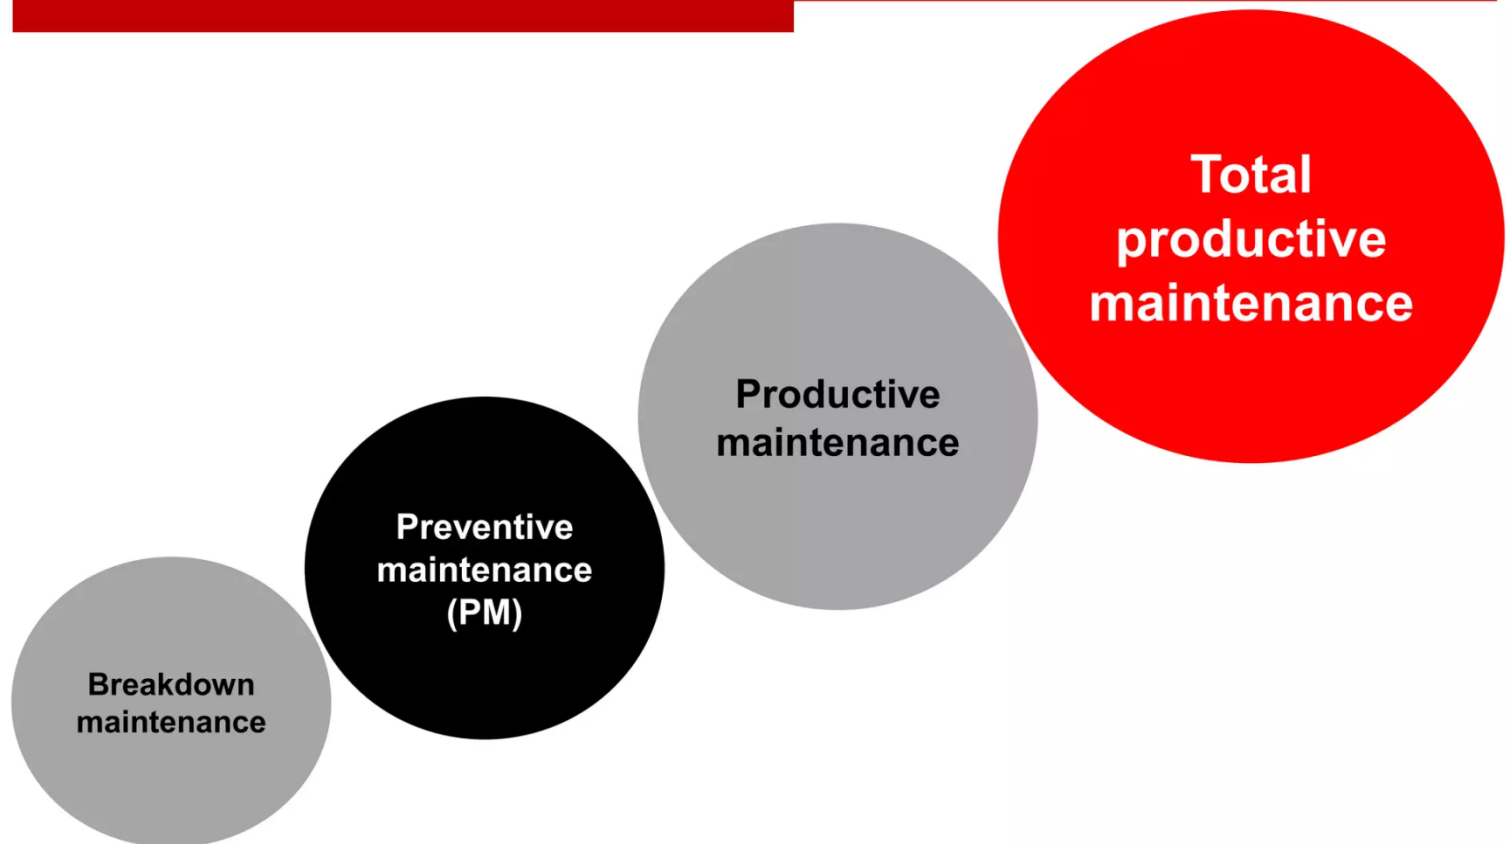 Total
productive
maintenance
Productive
maintenance
Preventive
maintenance
(PM)
Breakdown
maintenance